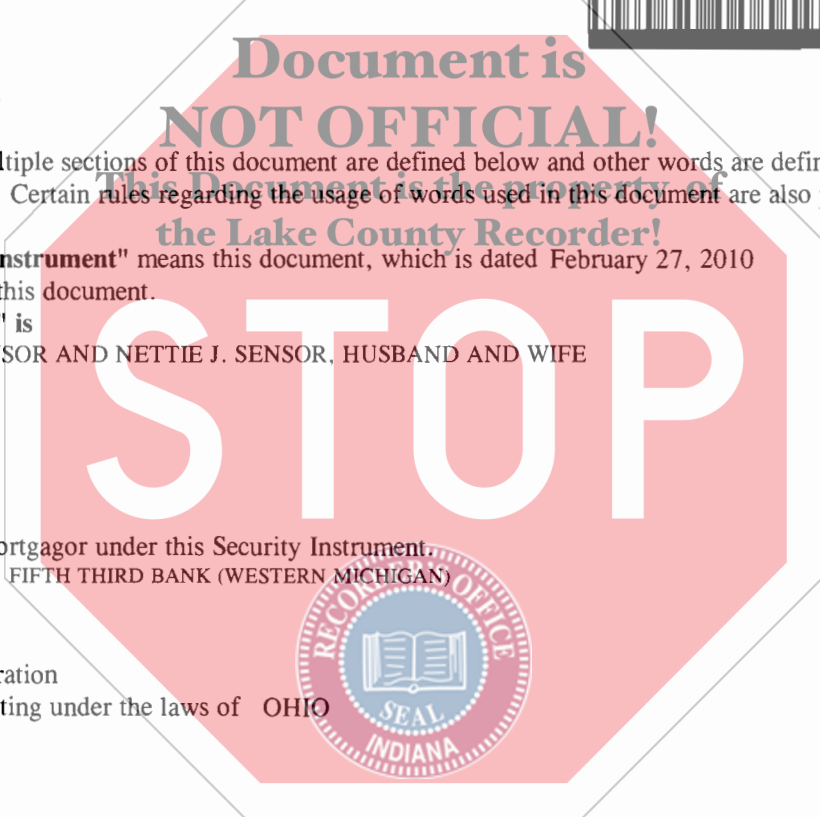 Document is
NOT OFFICIAL!
ltiple sections of this document are defined below and other words are defin
This Document is the property of
Certain rules regarding the usage of words used in this document are also
the Lake County Recorder!
nstrument" means this document, which is dated February 27, 2010
this document.
" is
SOR AND NETTIE J. SENSOR, HUSBAND AND WIFE
STOP
ortgagor under this Security Instrument.
FIFTH THIRD BANK (WESTERN MICHIGAN)
RECORDER'S OFFICE
ration
ting under the laws of OHIO
SEAL
INDIANA